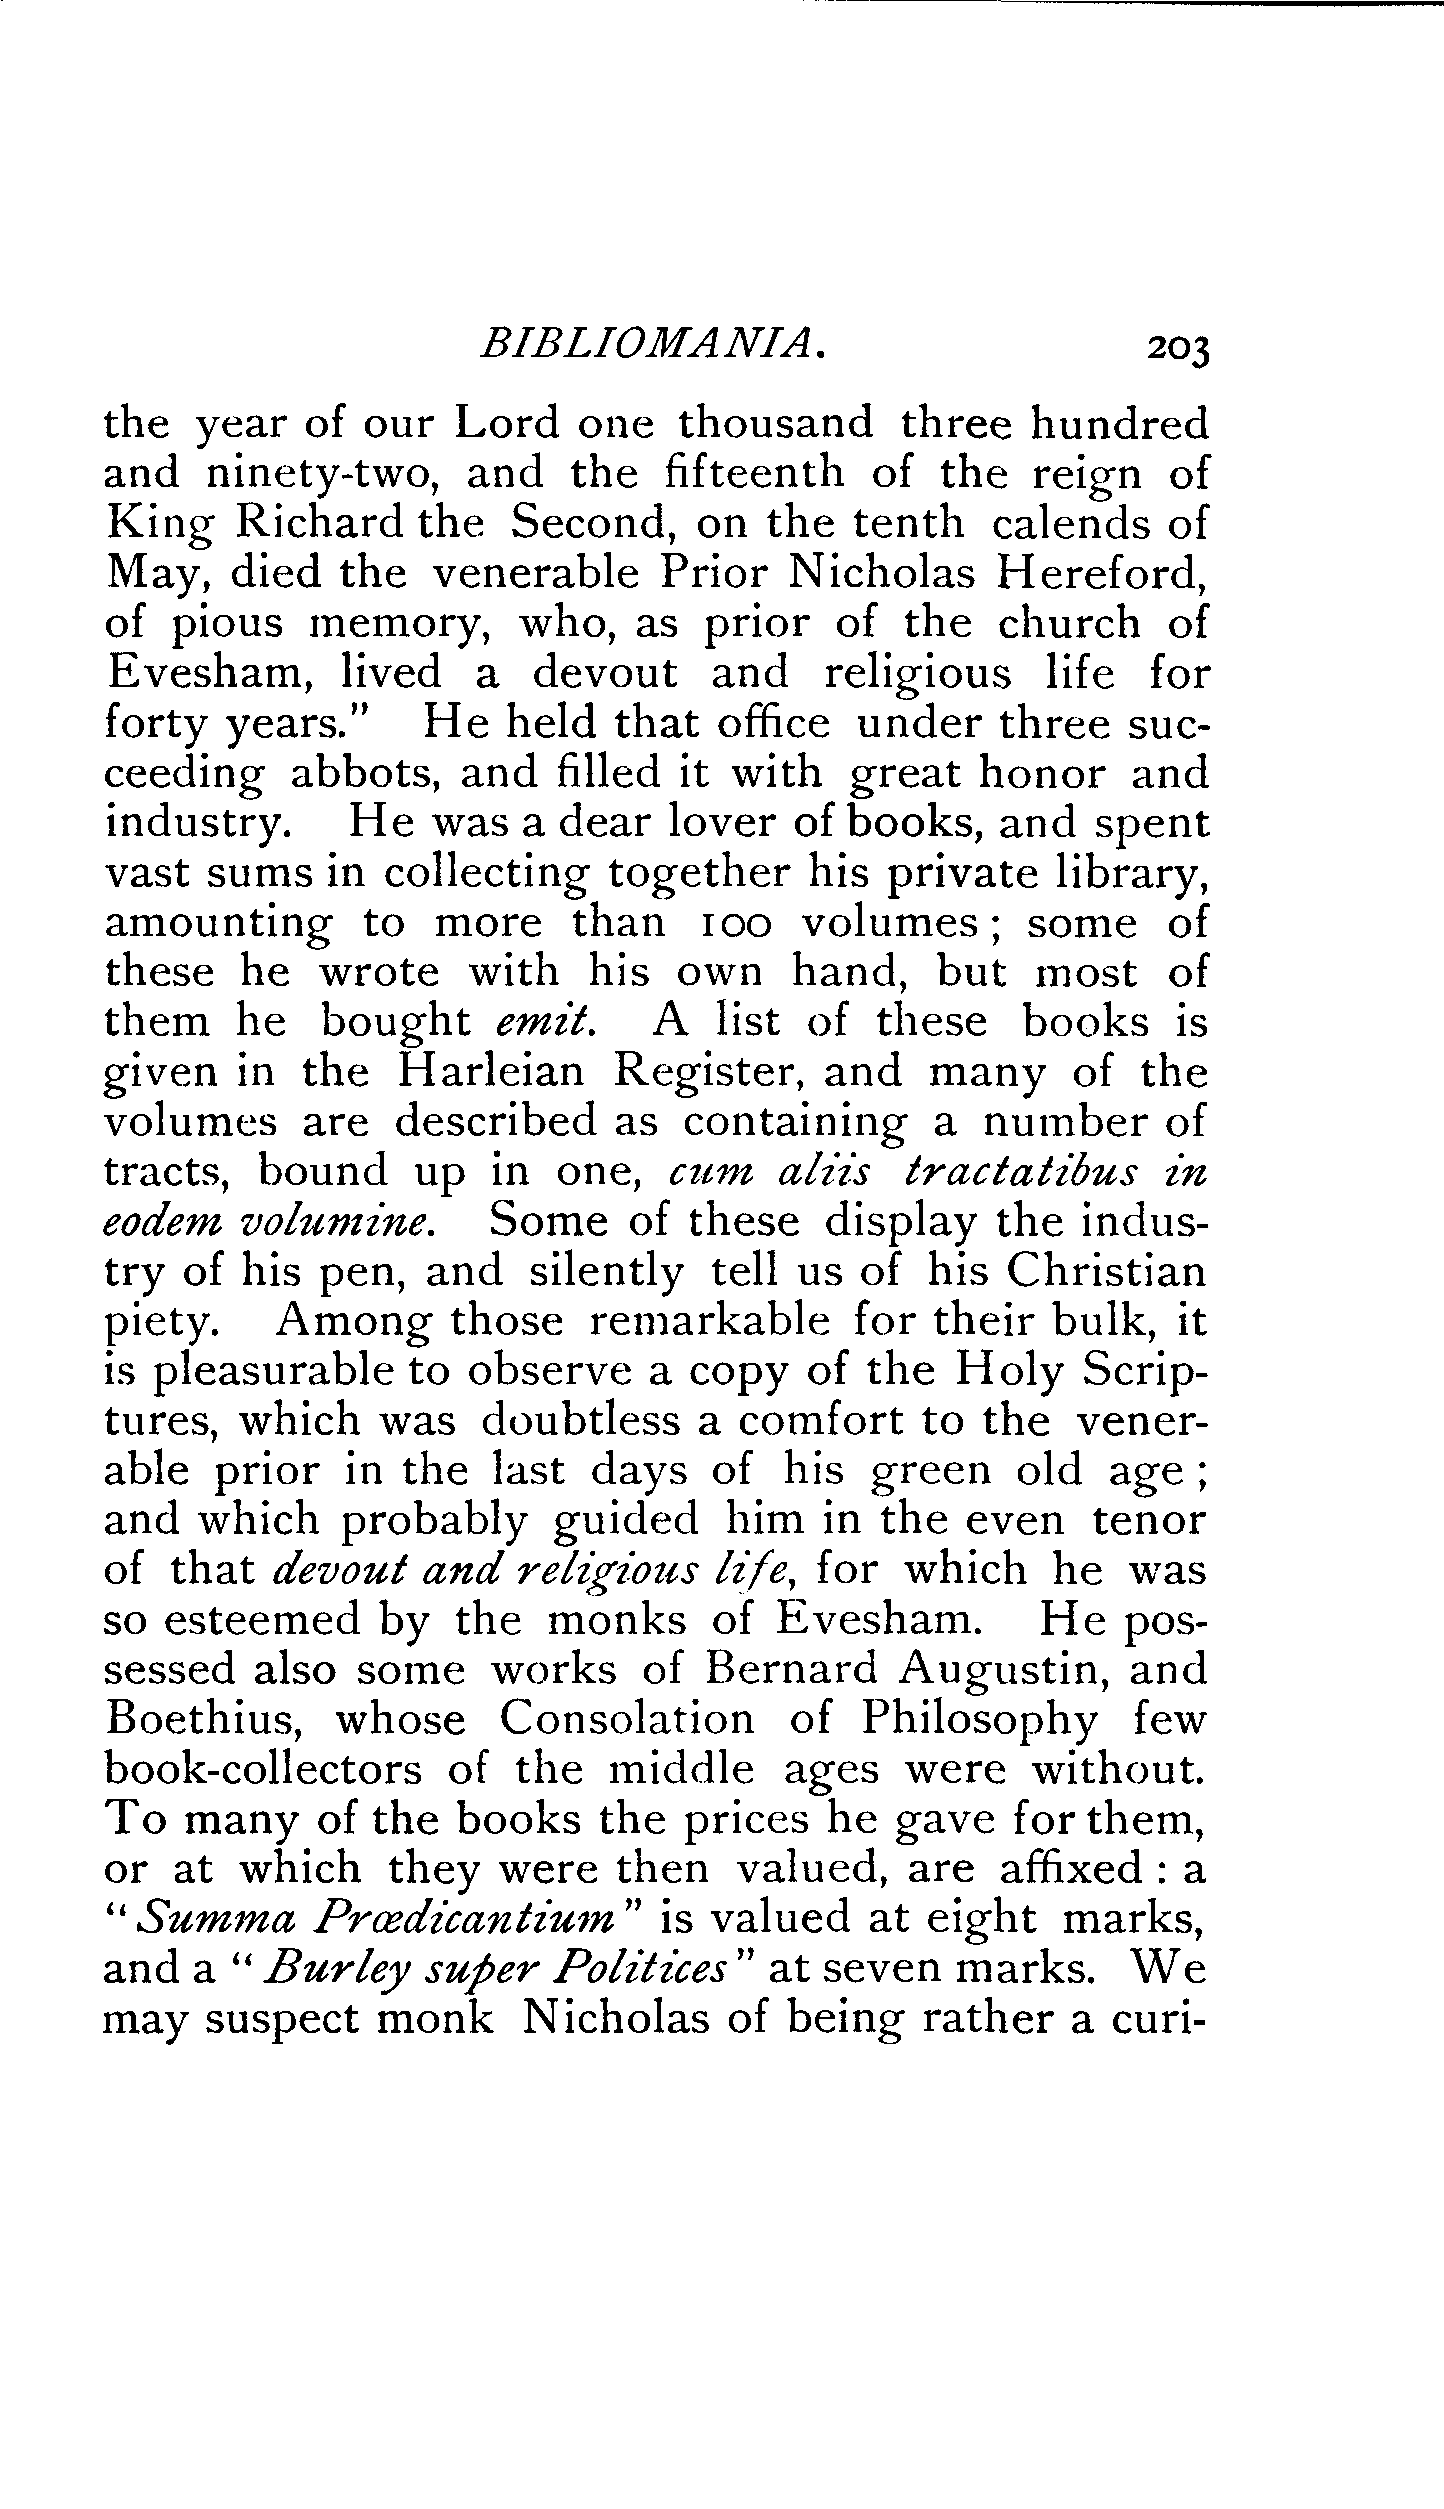 BIBLIOMANIA. 203
the year of our Lord one thousand three hundred
and ninety-two, and the fifteenth of the reign of
King Richard the Second, on the tenth calends of
May, died the venerable Prior Nicholas Hereford,
of pious memory, who, as prior of the church of
Evesham, lived a devout and religious life for
forty years." He held that office under three suc-
ceeding abbots, and filled it with great honor and
industry. He was a dear lover of books, and spent
vast sums in collecting together his private library,
amounting to more than 100 volumes; some of
these he wrote with his own hand, but most of
them he bought emit. A list of these books is
given in the Harleian Register, and many of the
volumes are described as containing a number of
tracts, bound up in one, cum aliis tractatibus in
eodem volumine. Some of these display the indus-
try of his pen, and silently tell us of his Christian
piety. Among those remarkable for their bulk, it
is pleasurable to observe a copy of the Holy Scrip-
tures, which was doubtless a comfort to the vener-
able prior in the last days of his green old age;
and which probably guided him in the even tenor
of that devout and religious life, for which he was
so esteemed by the monks of Evesham. He pos-
sessed also some works of Bernard Augustin, and
Boethius, whose Consolation of Philosophy few
book-collectors of the middle ages were without.
To many of the books the prices he gave for them,
or at which they were then valued, are affixed: a
"Summa Prœdicantium" is valued at eight marks,
and a "Burley super Politices" at seven marks. We
may suspect monk Nicholas of being rather a curi-